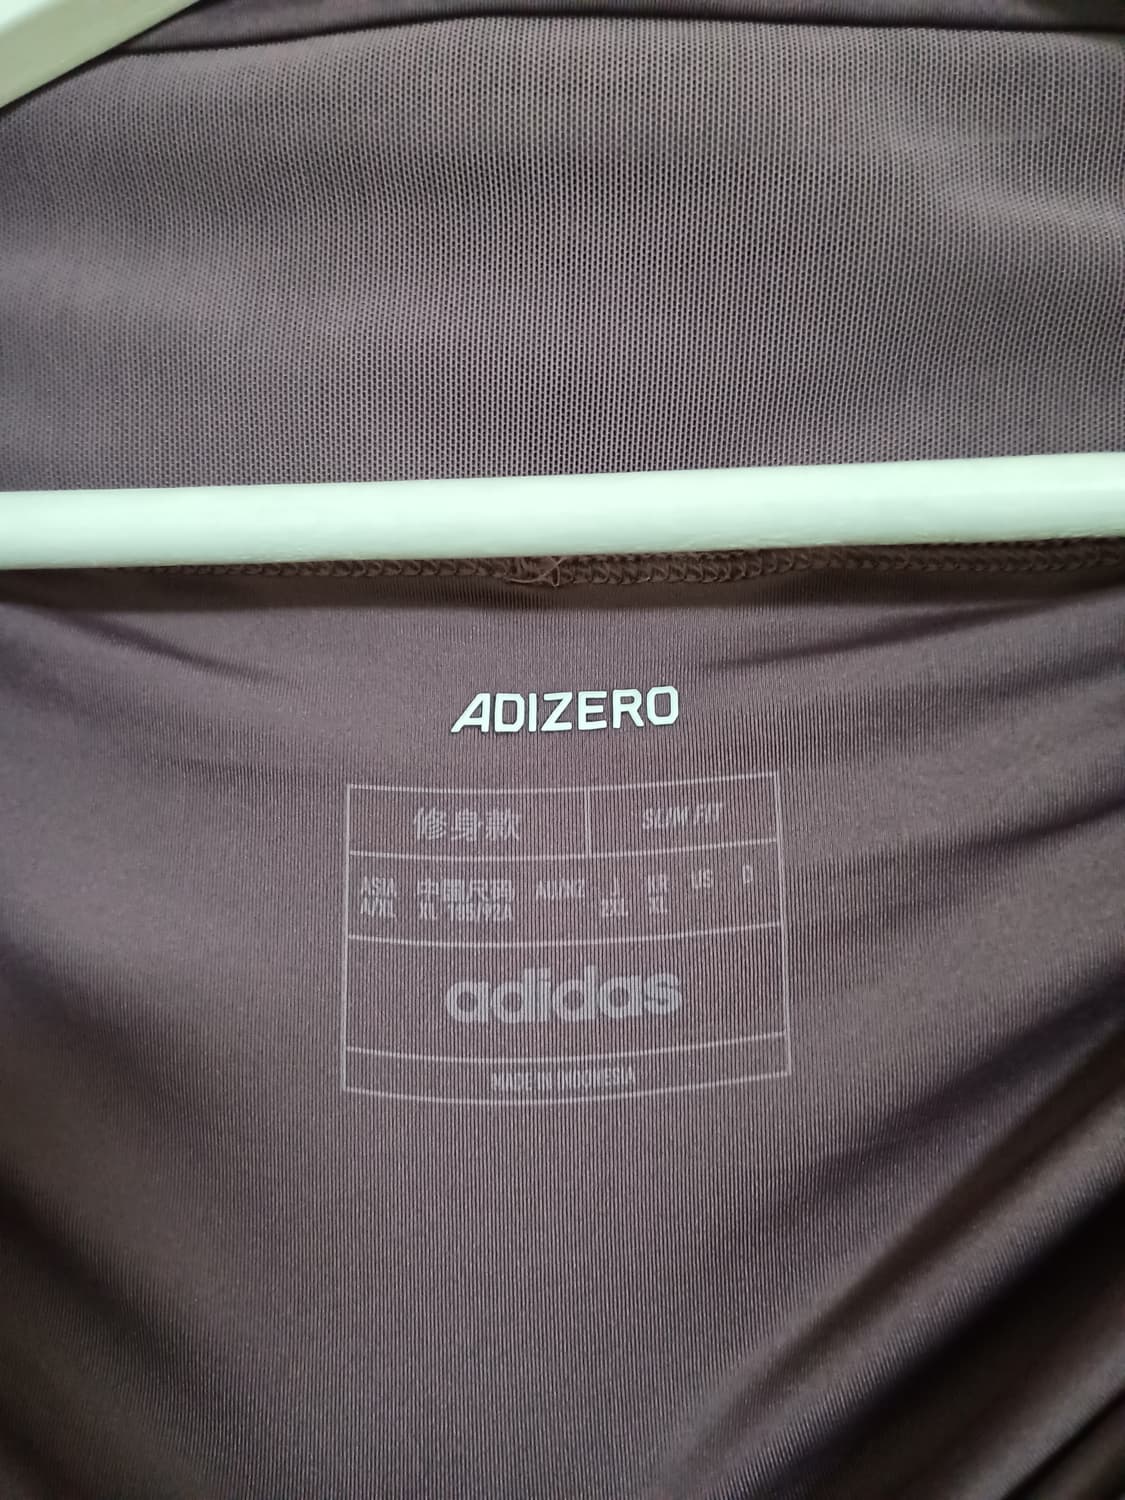 ADIZERO
修身款 SLIM FIT
ASIA 中国尺码 AU/NZ J KR US D
A/XL XL 185/92A 2XL XL
adidas
MADE IN INDONESIA